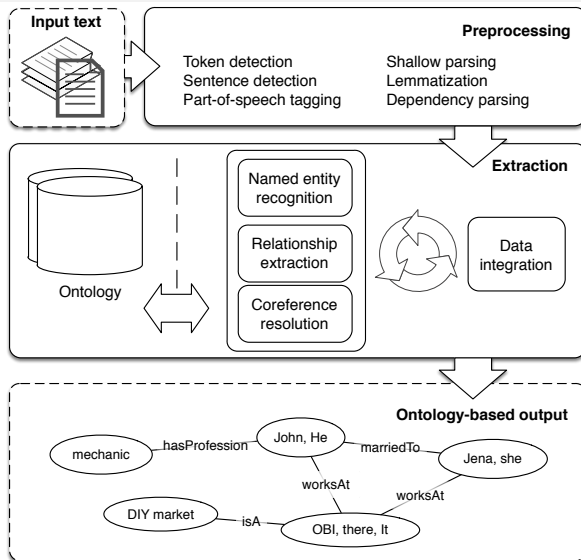 Input text
Preprocessing
Token detection
Sentence detection
Part-of-speech tagging
Shallow parsing
Lemmatization
Dependency parsing
Extraction
Ontology
Named entity
recognition
Relationship
extraction
Coreference
resolution
Data
integration
Ontology-based output
mechanic
hasProfession
John, He
marriedTo
Jena, she
worksAt
worksAt
DIY market
isA
OBI, there, It